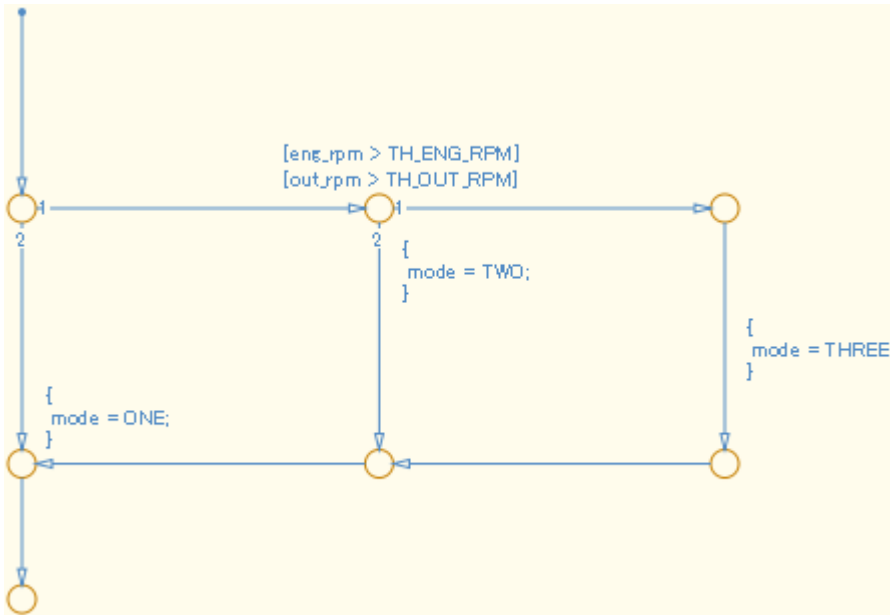 [eng_rpm > TH_ENG_RPM]
[out_rpm > TH_OUT_RPM]
1
1
2
2
{
mode = TWO;
}
{
mode = THREE
}
{
mode = ONE;
}